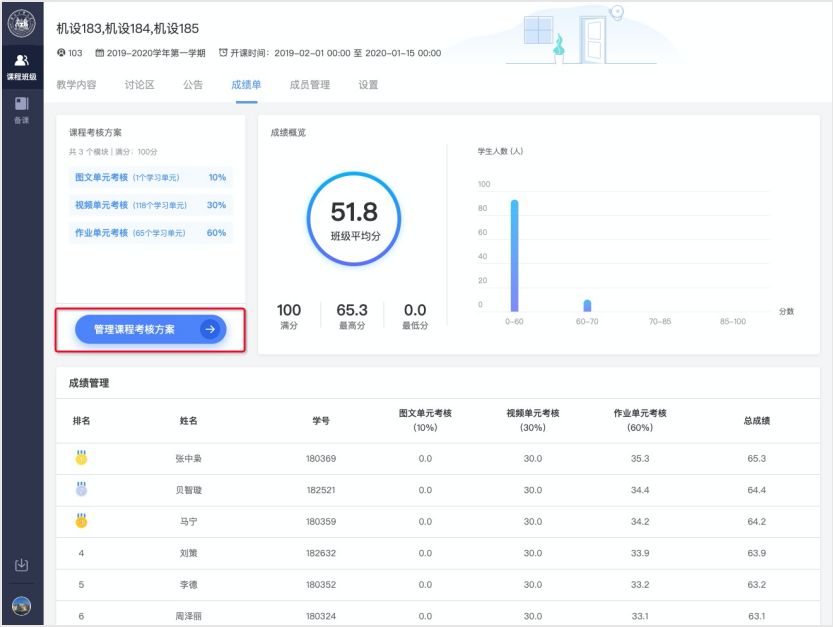 机设183,机设184,机设185
103 2019-2020学年第一学期 开课时间: 2019-02-01 00:00 至 2020-01-15 00:00
课程班级
备课
教学内容 讨论区 公告 成绩单 成员管理 设置
课程考核方案
共 3 个模块 | 满分: 100分
图文单元考核 (1个学习单元) 10%
视频单元考核 (118个学习单元) 30%
作业单元考核 (65个学习单元) 60%
管理课程考核方案
成绩概览
51.8
班级平均分
100 65.3 0.0
满分 最高分 最低分
学生人数 (人)
100
80
60
40
20
0
0-60 60-70 70-85 85-100
分数
成绩管理
排名 姓名 学号 图文单元考核 视频单元考核 作业单元考核 总成绩
(10%) (30%) (60%)
张中枭 180369 0.0 30.0 35.3 65.3
贝智璇 182521 0.0 30.0 34.4 64.4
马宁 180359 0.0 30.0 34.2 64.2
4 刘策 182632 0.0 30.0 33.9 63.9
5 李德 180352 0.0 30.0 33.2 63.2
6 周泽丽 180324 0.0 30.0 33.1 63.1